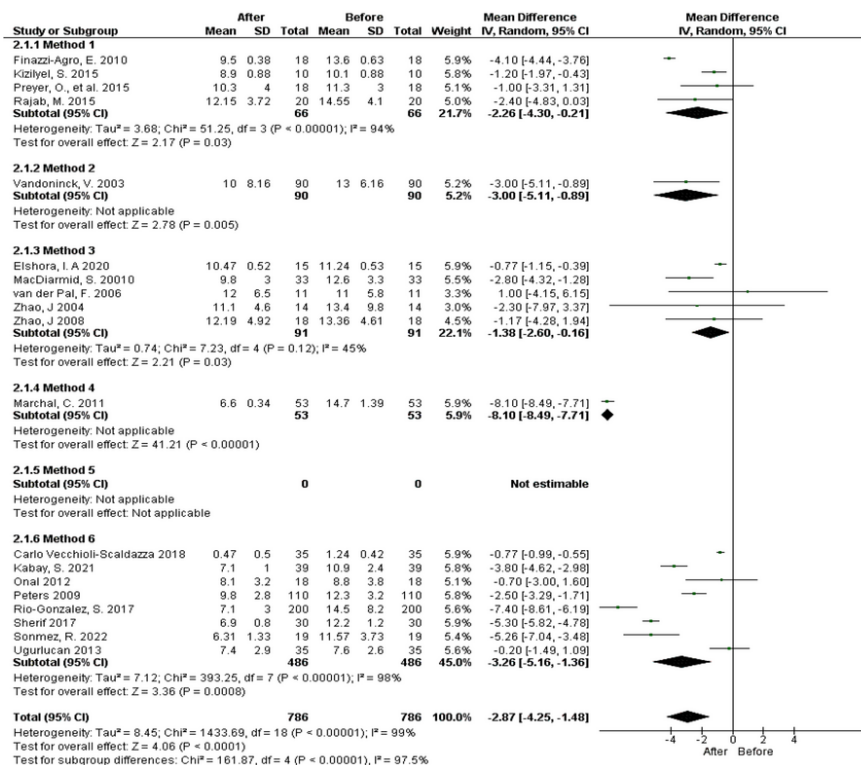 After Before Mean Difference Mean Difference
Study or Subgroup Mean SD Total Mean SD Total Weight IV, Random, 95% CI IV, Random, 95% CI
2.1.1 Method 1
Finazzi-Agro, E. 2010 9.5 0.38 18 13.6 0.63 18 5.9% -4.10 [-4.44, -3.76]
Kizilyel, S. 2015 8.9 0.88 10 10.1 0.88 10 5.8% -1.20 [-1.97, -0.43]
Preyer, O., et al. 2015 10.3 4 18 11.3 3 18 5.1% -1.00 [-3.31, 1.31]
Rajab, M. 2015 12.15 3.72 20 14.55 4.1 20 5.0% -2.40 [-4.83, 0.03]
Subtotal (95% CI) 66 66 21.7% -2.26 [-4.30, -0.21]
Heterogeneity: Tau² = 3.68; Chi² = 51.25, df = 3 (P < 0.00001); I² = 94%
Test for overall effect: Z = 2.17 (P = 0.03)
2.1.2 Method 2
Vandoninck, V. 2003 10 8.16 90 13 6.16 90 5.2% -3.00 [-5.11, -0.89]
Subtotal (95% CI) 90 90 5.2% -3.00 [-5.11, -0.89]
Heterogeneity: Not applicable
Test for overall effect: Z = 2.78 (P = 0.005)
2.1.3 Method 3
Elshora, I. A 2020 10.47 0.52 15 11.24 0.53 15 5.9% -0.77 [-1.15, -0.39]
MacDiarmid, S. 20010 9.8 3 33 12.6 3.3 33 5.6% -2.80 [-4.32, -1.28]
van der Pal, F. 2006 12 6.5 11 11 5.8 11 3.1% 1.00 [-4.15, 6.15]
Zhao, J 2004 11.1 4.6 14 13.4 9.8 14 2.8% -2.30 [-7.97, 3.37]
Zhao, J 2008 12.19 4.92 18 13.36 4.61 18 4.5% -1.17 [-4.28, 1.94]
Subtotal (95% CI) 91 91 22.1% -1.38 [-2.60, -0.16]
Heterogeneity: Tau² = 0.74; Chi² = 7.23, df = 4 (P = 0.12); I² = 45%
Test for overall effect: Z = 2.21 (P = 0.03)
2.1.4 Method 4
Marchal, C. 2011 6.6 0.34 53 14.7 1.39 53 5.9% -8.10 [-8.49, -7.71]
Subtotal (95% CI) 53 53 5.9% -8.10 [-8.49, -7.71]
Heterogeneity: Not applicable
Test for overall effect: Z = 41.21 (P < 0.00001)
2.1.5 Method 5
Subtotal (95% CI) 0 0 Not estimable
Heterogeneity: Not applicable
Test for overall effect: Not applicable
2.1.6 Method 6
Carlo Vecchioli-Scaldazza 2018 0.47 0.5 35 1.24 0.42 35 5.9% -0.77 [-0.99, -0.55]
Kabay, S. 2021 7.1 1 39 10.9 2.4 39 5.8% -3.80 [-4.62, -2.98]
Onal 2012 8.1 3.2 18 8.8 3.8 18 5.1% -0.70 [-3.00, 1.60]
Peters 2009 9.8 2.8 110 12.3 3.2 110 5.8% -2.50 [-3.29, -1.71]
Rio-Gonzalez, S. 2017 7.1 3 200 14.5 8.2 200 5.7% -7.40 [-8.61, -6.19]
Sherif 2017 6.9 0.8 30 12.2 1.2 30 5.9% -5.30 [-5.82, -4.78]
Sonmez, R. 2022 6.31 1.33 19 11.57 3.73 19 5.4% -5.26 [-7.04, -3.48]
Ugurlucan 2013 7.4 2.9 35 7.6 2.6 35 5.7% -0.20 [-1.49, 1.09]
Subtotal (95% CI) 486 486 45.0% -3.26 [-5.16, -1.36]
Heterogeneity: Tau² = 7.12; Chi² = 393.25, df = 7 (P < 0.00001); I² = 98%
Test for overall effect: Z = 3.36 (P = 0.0008)
Total (95% CI) 786 786 100.0% -2.87 [-4.25, -1.48]
Heterogeneity: Tau² = 8.45; Chi² = 1433.69, df = 18 (P < 0.00001); I² = 99%
Test for overall effect: Z = 4.06 (P < 0.0001)
Test for subgroup differences: Chi² = 161.87, df = 4 (P < 0.00001), I² = 97.5%
-4 -2 0 2 4
After Before